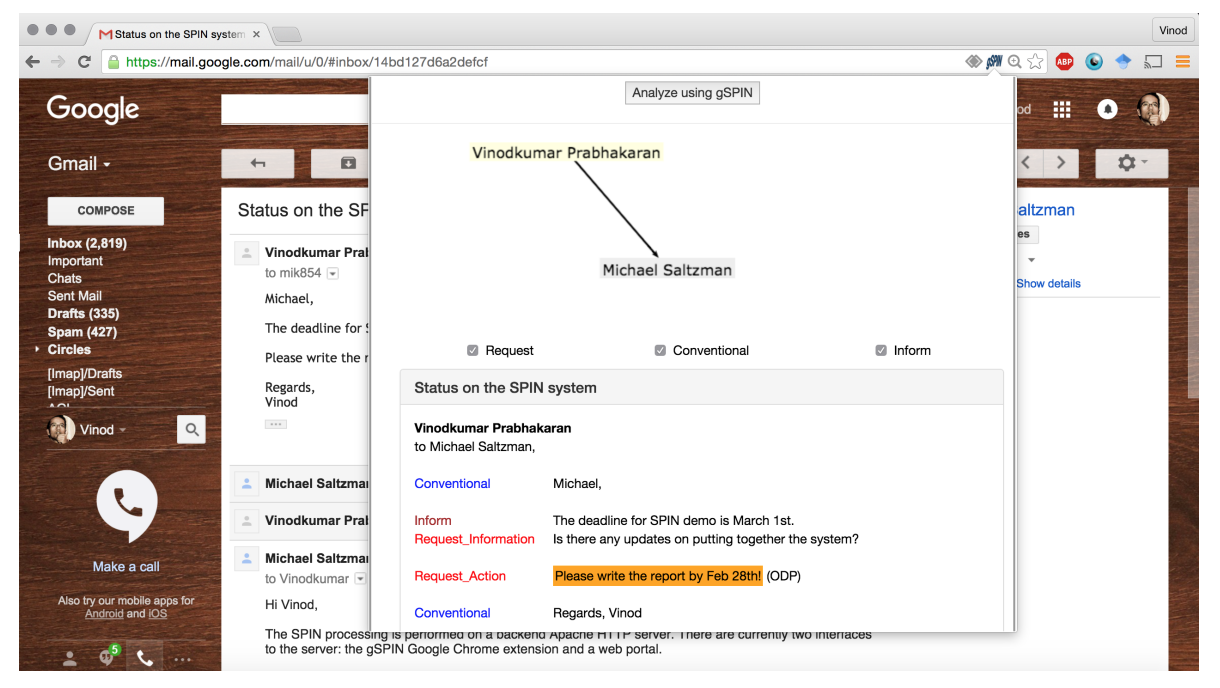 Status on the SPIN system
Vinod
https://mail.google.com/mail/u/0/#inbox/14bd127d6a2defcf
gSPIN
ABP
Google
Gmail
COMPOSE
Inbox (2,819)
Important
Chats
Sent Mail
Drafts (335)
Spam (427)
Circles
[Imap]/Drafts
[Imap]/Sent
Vinod
Make a call
Also try our mobile apps for
Android and iOS
5
Status on the SP
Vinodkumar Pral
to mik854
Michael,
The deadline for S
Please write the r
Regards,
Vinod
Michael Saltzmar
Vinodkumar Pral
Michael Saltzmar
to Vinodkumar
Hi Vinod,
The SPIN processing is performed on a backend Apache HTTP server. There are currently two interfaces
to the server: the gSPIN Google Chrome extension and a web portal.
Analyze using gSPIN
Vinodkumar Prabhakaran
Michael Saltzman
Request Conventional Inform
Status on the SPIN system
Vinodkumar Prabhakaran
to Michael Saltzman,
Conventional Michael,
Inform The deadline for SPIN demo is March 1st.
Request_Information Is there any updates on putting together the system?
Request_Action Please write the report by Feb 28th! (ODP)
Conventional Regards, Vinod
od
altzman
es
Show details